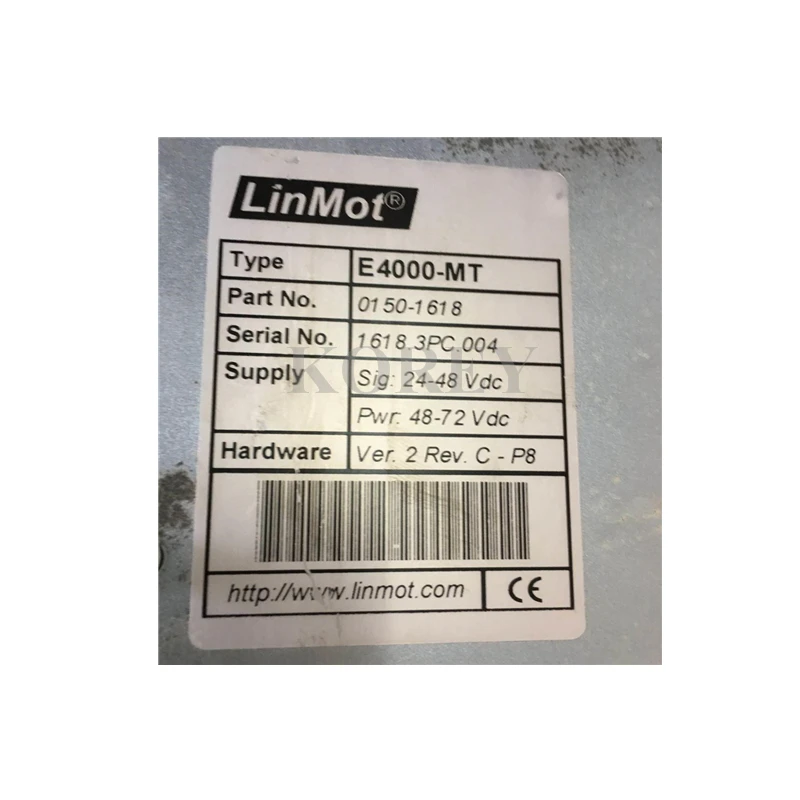 LinMot®
Type E4000-MT
Part No. 0150-1618
Serial No. 1618.3PC.004
KOREY
Supply Sig: 24-48 Vdc
Pwr: 48-72 Vdc
Hardware Ver. 2 Rev. C - P8
http://www.linmot.com CE